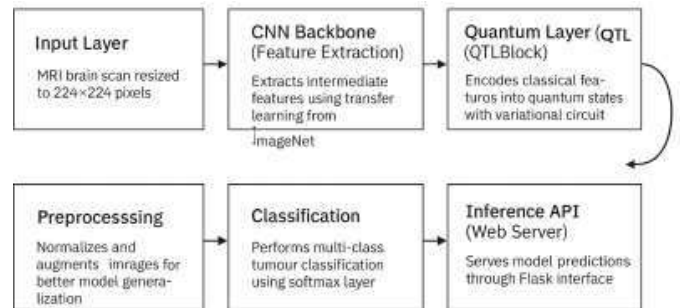 Input Layer
MRI brain scan resized
to 224×224 pixels
CNN Backbone
(Feature Extraction)
Extracts intermediate
features using transfer
learning from
ImageNet
Quantum Layer (QTL
(QTLBlock)
Encodes classical fea-
turos into quantum states
with variational circuit
Preprocesssing
Normalizes and
augments imrages for
better model genera-
lization
Classification
Performs multi-class
tumour classification
using softmax layer
Inference API
(Web Server)
Serves model predictions
through Flask interface